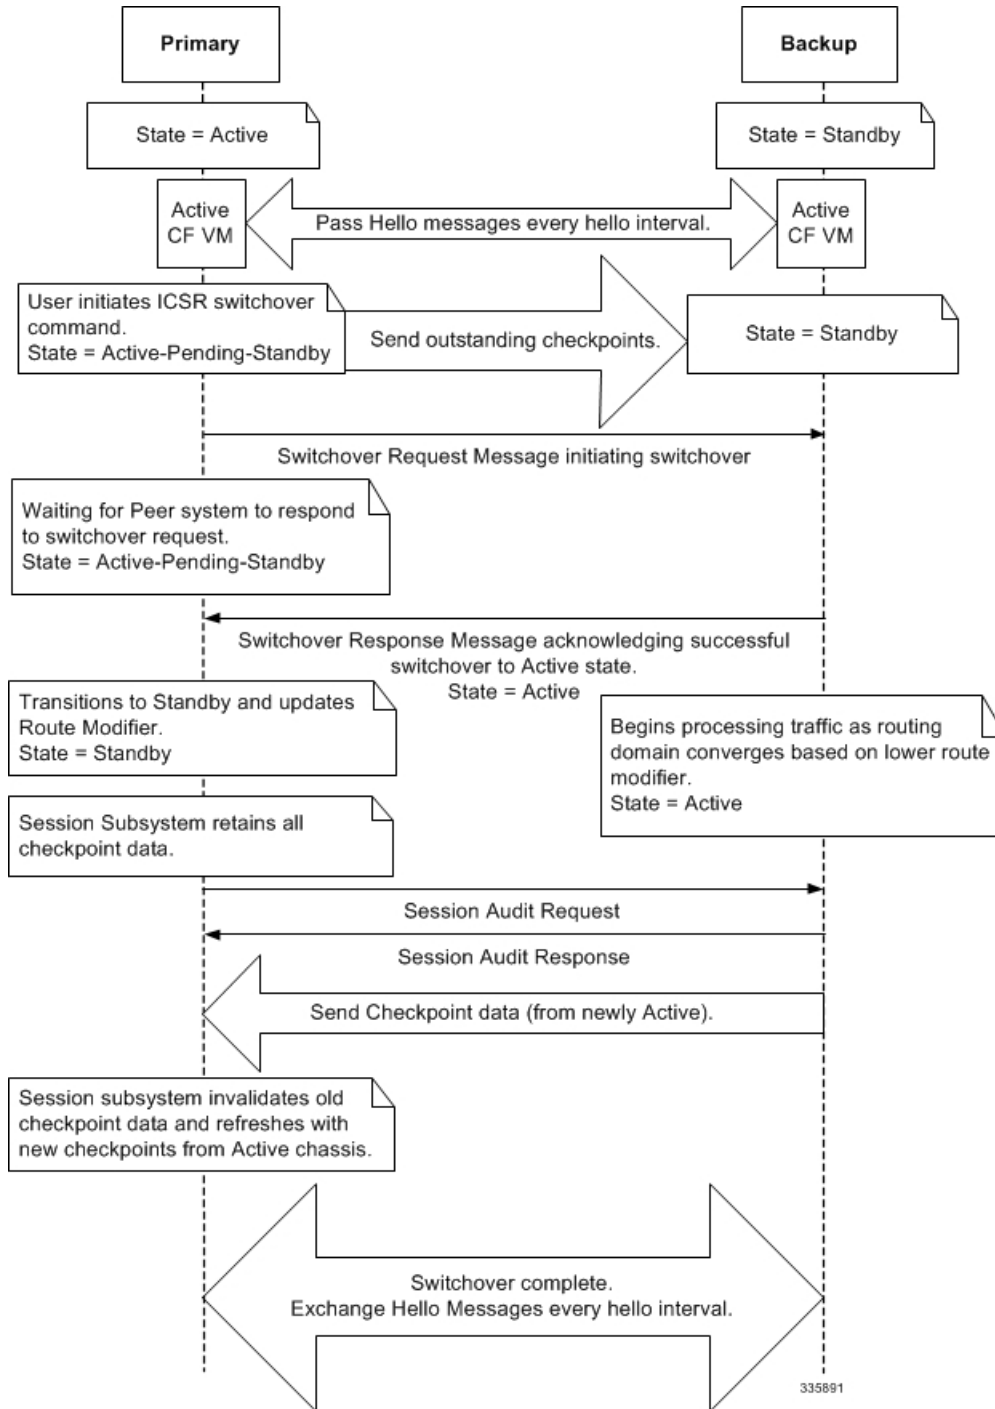 Primary
Backup
State = Active
State = Standby
Active
CF VM
Pass Hello messages every hello interval.
Active
CF VM
User initiates ICSR switchover
command.
State = Active-Pending-Standby
Send outstanding checkpoints.
State = Standby
Switchover Request Message initiating switchover
Waiting for Peer system to respond
to switchover request.
State = Active-Pending-Standby
Switchover Response Message acknowledging successful
switchover to Active state.
State = Active
Transitions to Standby and updates
Route Modifier.
State = Standby
Begins processing traffic as routing
domain converges based on lower route
modifier.
State = Active
Session Subsystem retains all
checkpoint data.
Session Audit Request
Session Audit Response
Send Checkpoint data (from newly Active).
Session subsystem invalidates old
checkpoint data and refreshes with
new checkpoints from Active chassis.
Switchover complete.
Exchange Hello Messages every hello interval.
335891